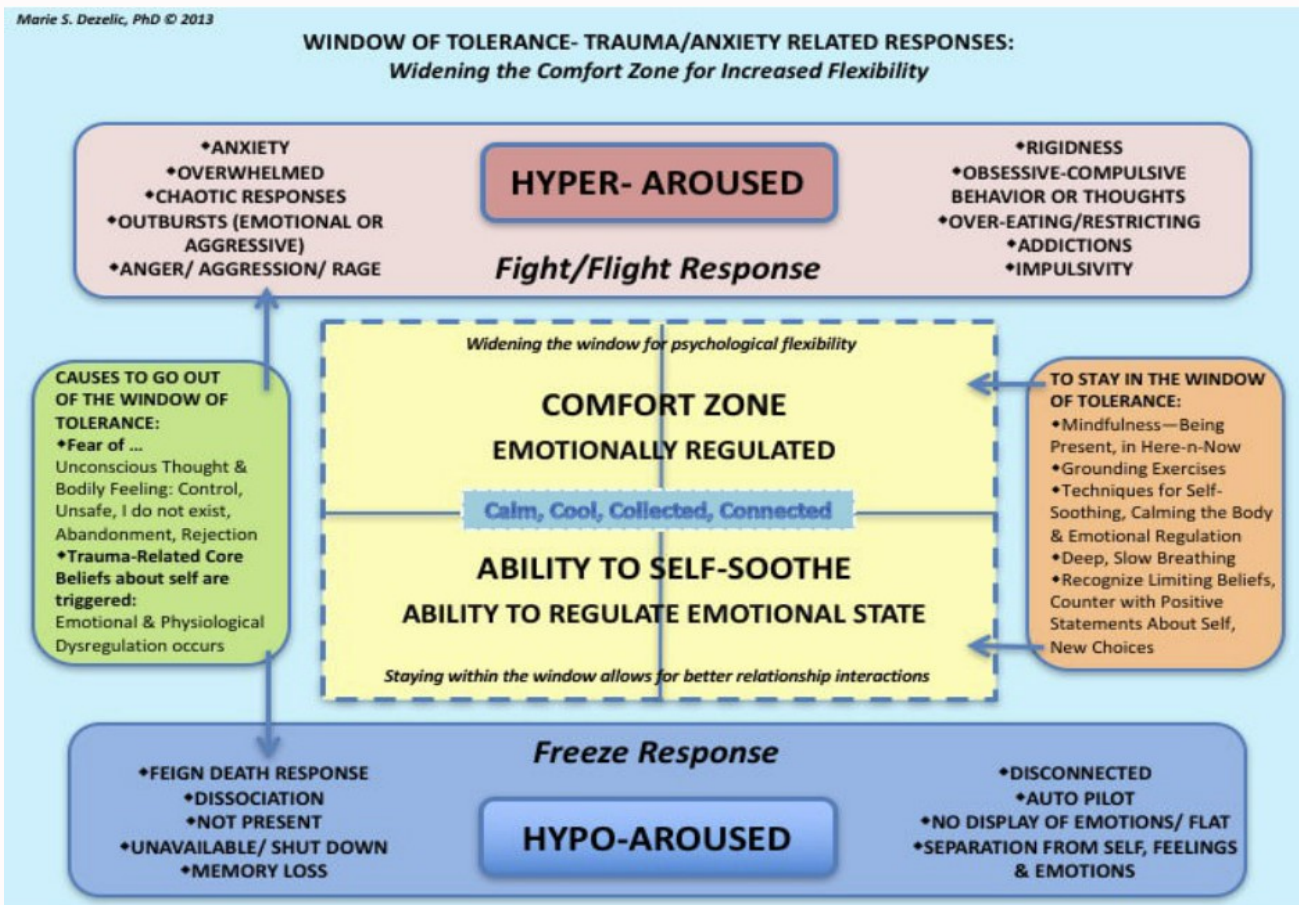 Marie S. Dezelic, PhD © 2013
WINDOW OF TOLERANCE- TRAUMA/ANXIETY RELATED RESPONSES:
Widening the Comfort Zone for Increased Flexibility
◆ANXIETY
◆OVERWHELMED
◆CHAOTIC RESPONSES
◆OUTBURSTS (EMOTIONAL OR
AGGRESSIVE)
◆ANGER/ AGGRESSION/ RAGE
HYPER- AROUSED
Fight/Flight Response
◆RIGIDNESS
◆OBSESSIVE-COMPULSIVE
BEHAVIOR OR THOUGHTS
◆OVER-EATING/RESTRICTING
◆ADDICTIONS
◆IMPULSIVITY
CAUSES TO GO OUT
OF THE WINDOW OF
TOLERANCE:
◆Fear of ...
Unconscious Thought &
Bodily Feeling: Control,
Unsafe, I do not exist,
Abandonment, Rejection
◆Trauma-Related Core
Beliefs about self are
triggered:
Emotional & Physiological
Dysregulation occurs
Widening the window for psychological flexibility
COMFORT ZONE
EMOTIONALLY REGULATED
Calm, Cool, Collected, Connected
ABILITY TO SELF-SOOTHE
ABILITY TO REGULATE EMOTIONAL STATE
Staying within the window allows for better relationship interactions
TO STAY IN THE WINDOW
OF TOLERANCE:
◆Mindfulness—Being
Present, in Here-n-Now
◆Grounding Exercises
◆Techniques for Self-
Soothing, Calming the Body
& Emotional Regulation
◆Deep, Slow Breathing
◆Recognize Limiting Beliefs,
Counter with Positive
Statements About Self,
New Choices
Freeze Response
◆FEIGN DEATH RESPONSE
◆DISSOCIATION
◆NOT PRESENT
◆UNAVAILABLE/ SHUT DOWN
◆MEMORY LOSS
HYPO-AROUSED
◆DISCONNECTED
◆AUTO PILOT
◆NO DISPLAY OF EMOTIONS/ FLAT
◆SEPARATION FROM SELF, FEELINGS
& EMOTIONS